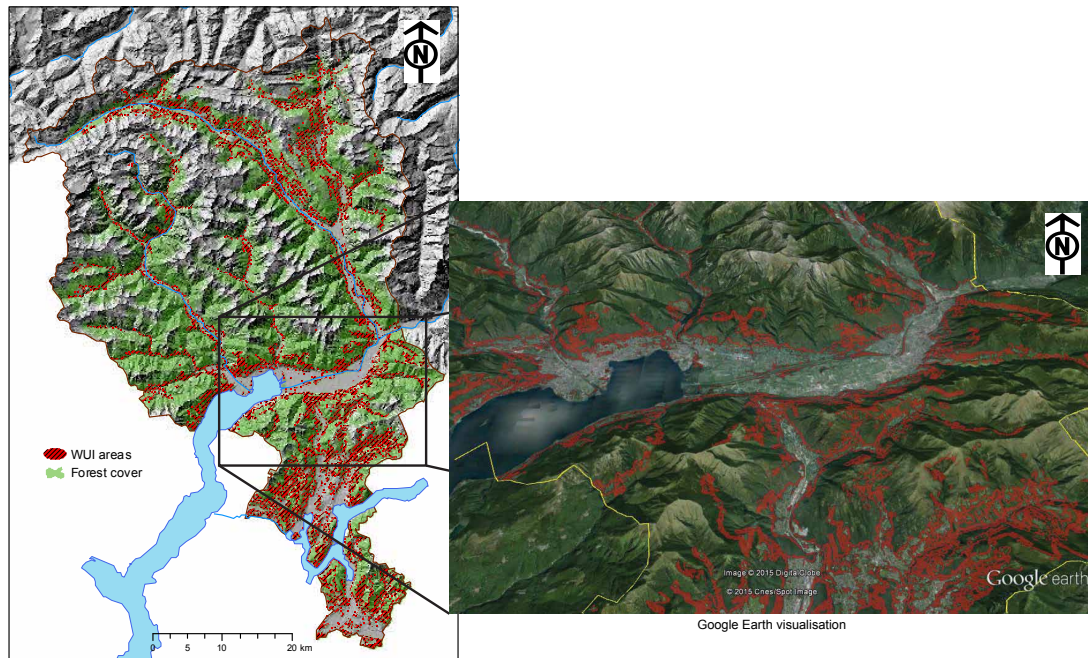 N
N
WUI areas
Forest cover
0 5 10 20 km
Image © 2015 DigitalGlobe
© 2015 Cnes/Spot Image
Google earth
Google Earth visualisation